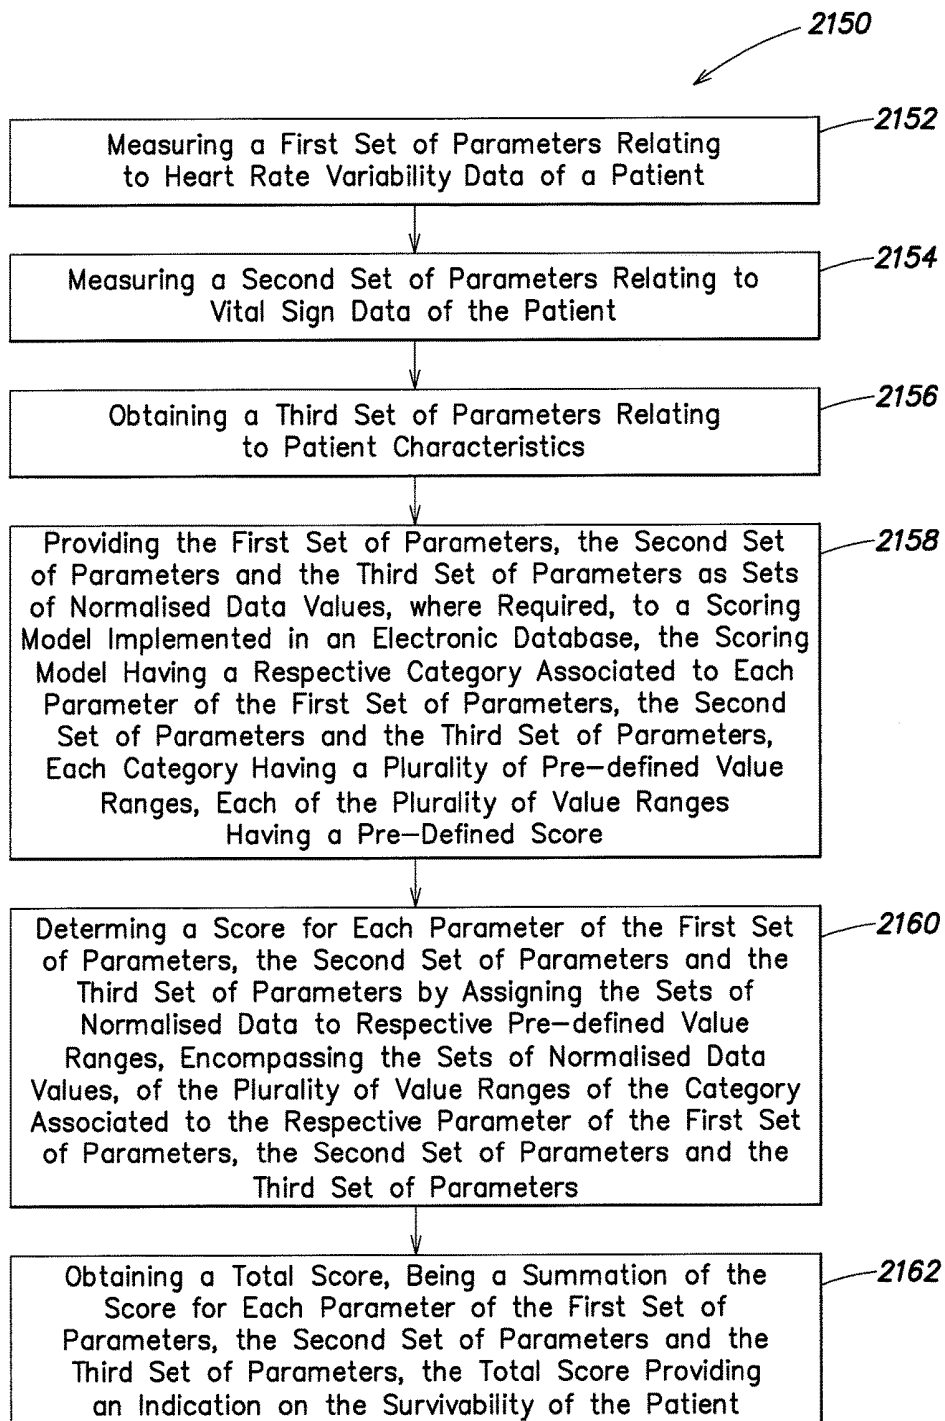 2150
2152
Measuring a First Set of Parameters Relating
to Heart Rate Variability Data of a Patient
2154
Measuring a Second Set of Parameters Relating to
Vital Sign Data of the Patient
2156
Obtaining a Third Set of Parameters Relating
to Patient Characteristics
2158
Providing the First Set of Parameters, the Second Set
of Parameters and the Third Set of Parameters as Sets
of Normalised Data Values, where Required, to a Scoring
Model Implemented in an Electronic Database, the Scoring
Model Having a Respective Category Associated to Each
Parameter of the First Set of Parameters, the Second
Set of Parameters and the Third Set of Parameters,
Each Category Having a Plurality of Pre-defined Value
Ranges, Each of the Plurality of Value Ranges
Having a Pre-Defined Score
2160
Determing a Score for Each Parameter of the First Set
of Parameters, the Second Set of Parameters and the
Third Set of Parameters by Assigning the Sets of
Normalised Data to Respective Pre-defined Value
Ranges, Encompassing the Sets of Normalised Data
Values, of the Plurality of Value Ranges of the Category
Associated to the Respective Parameter of the First Set
of Parameters, the Second Set of Parameters and the
Third Set of Parameters
2162
Obtaining a Total Score, Being a Summation of the
Score for Each Parameter of the First Set of
Parameters, the Second Set of Parameters and the
Third Set of Parameters, the Total Score Providing
an Indication on the Survivability of the Patient